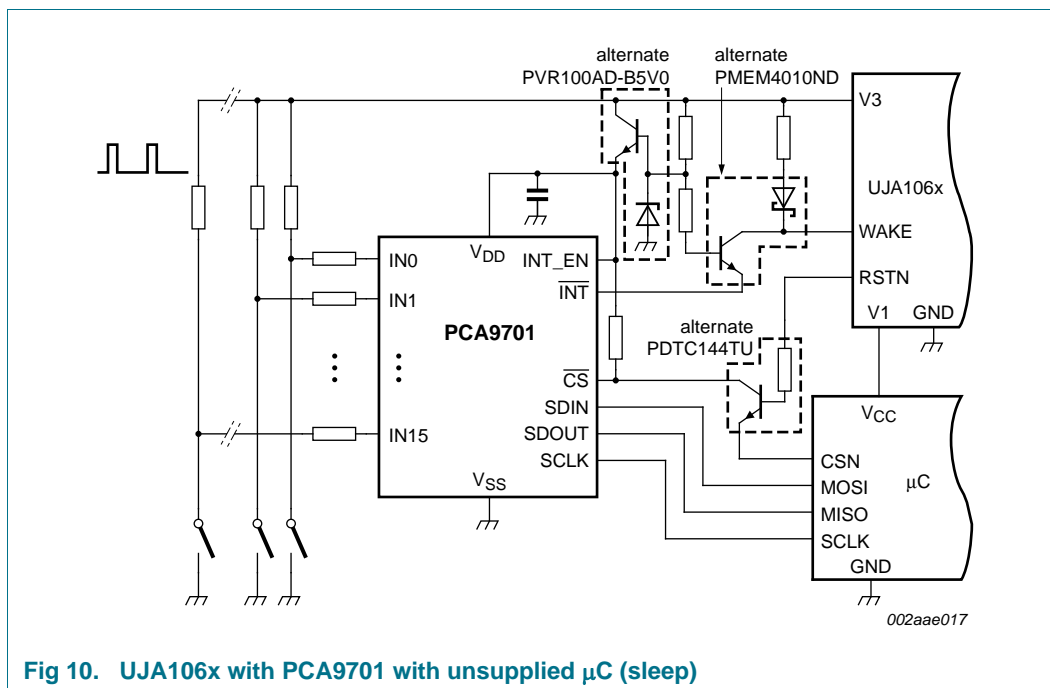 alternate
PVR100AD-B5V0
alternate
PMEM4010ND
V3
UJA106x
WAKE
RSTN
V1 GND
VDD
IN0
INT_EN
IN1
INT
PCA9701
alternate
PDTC144TU
CS
SDIN
IN15
SDOUT
SCLK
VSS
VCC
CSN
MOSI
μC
MISO
SCLK
GND
002aae017
Fig 10. UJA106x with PCA9701 with unsupplied μC (sleep)